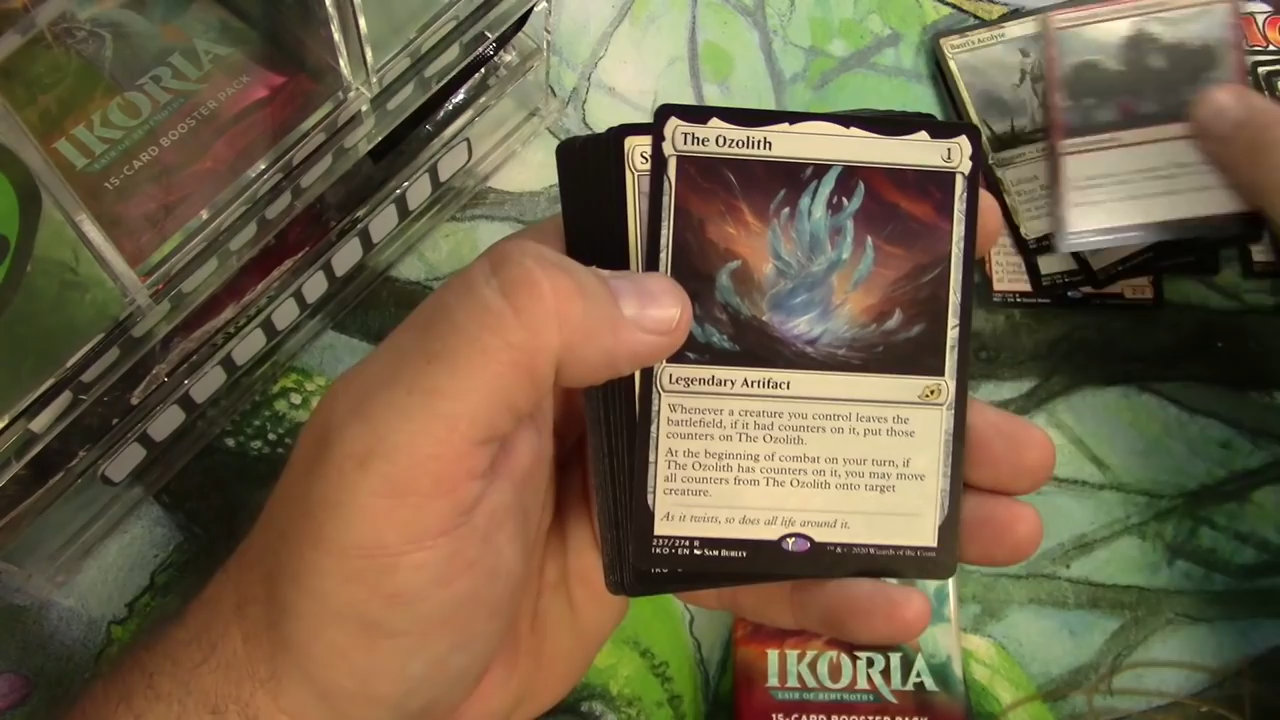 IKORIA
LAIR OF BEHEMOTHS
15-CARD BOOSTER PACK
Basri's Acolyte
Lifelink
The Ozolith
1
Legendary Artifact
Whenever a creature you control leaves the
battlefield, if it had counters on it, put those
counters on The Ozolith.
At the beginning of combat on your turn, if
The Ozolith has counters on it, you may move
all counters from The Ozolith onto target
creature.
As it twists, so does all life around it.
237/274 R
IKO • EN SAM BURLEY
™ & © 2020 Wizards of the Coast
IKORIA
LAIR OF BEHEMOTHS
15-CARD BOOSTER PACK